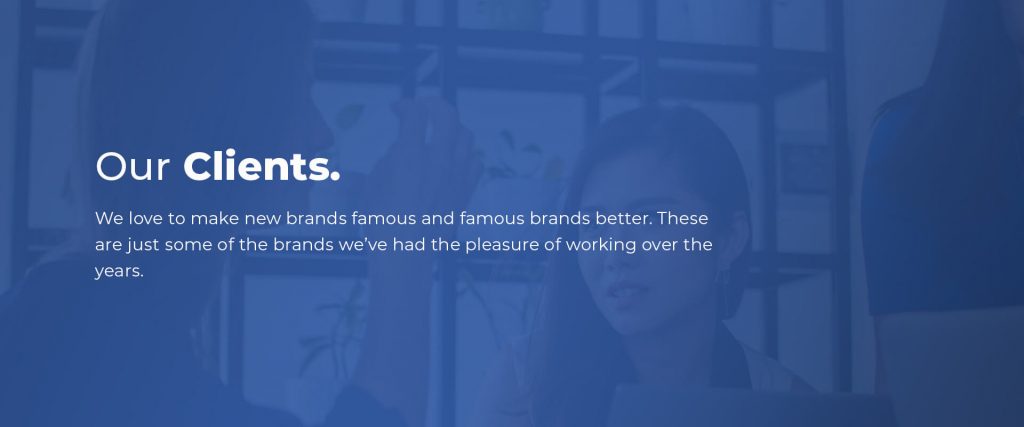 Our Clients.
We love to make new brands famous and famous brands better. These
are just some of the brands we’ve had the pleasure of working over the
years.